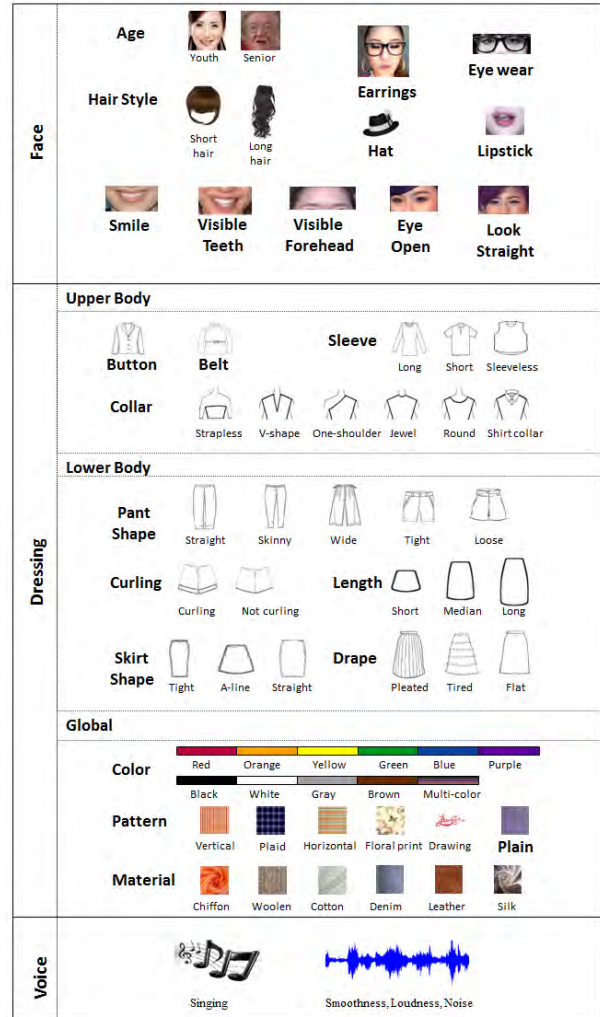 Face
Age
Youth Senior
Earrings
Eye wear
Hair Style
Short hair
Long hair
Hat
Lipstick
Smile
Visible Teeth
Visible Forehead
Eye Open
Look Straight
Dressing
Upper Body
Button
Belt
Sleeve
Long Short Sleeveless
Collar
Strapless V-shape One-shoulder Jewel Round Shirt collar
Lower Body
Pant Shape
Straight Skinny Wide Tight Loose
Curling
Curling Not curling
Length
Short Median Long
Skirt Shape
Tight A-line Straight
Drape
Pleated Tired Flat
Global
Color
Red Orange Yellow Green Blue Purple
Black White Gray Brown Multi-color
Pattern
Vertical Plaid Horizontal Floral print Drawing Plain
Material
Chiffon Woolen Cotton Denim Leather Silk
Voice
Singing
Smoothness, Loudness, Noise